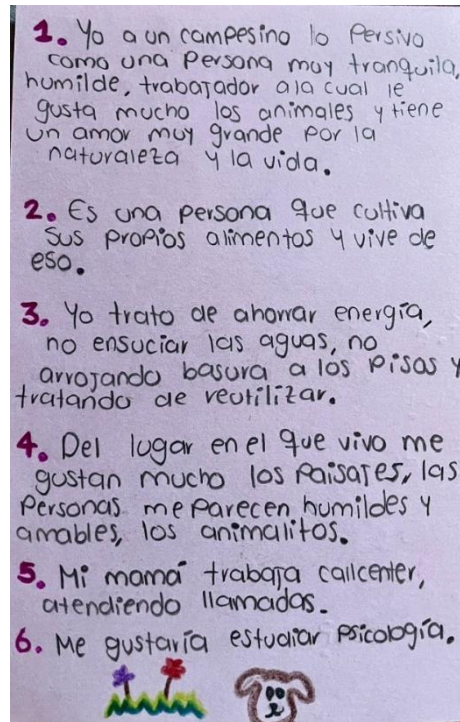 1. Yo a un campesino lo Persivo
como una Persona muy tranquila,
humilde, trabajador a la cual le
gusta mucho los animales y tiene
un amor muy grande por la
naturaleza y la vida.
2. Es una persona que cultiva
sus propios alimentos y vive de
eso.
3. Yo trato de ahorrar energía,
no ensuciar las aguas, no
arrojando basura a los pisos y
tratando de reutilizar.
4. Del lugar en el que vivo me
gustan mucho los paisajes, las
Personas me parecen humildes y
amables, los animalitos.
5. Mi mamá trabaja callcenter,
atendiendo llamadas.
6. Me gustaría estudiar psicología.